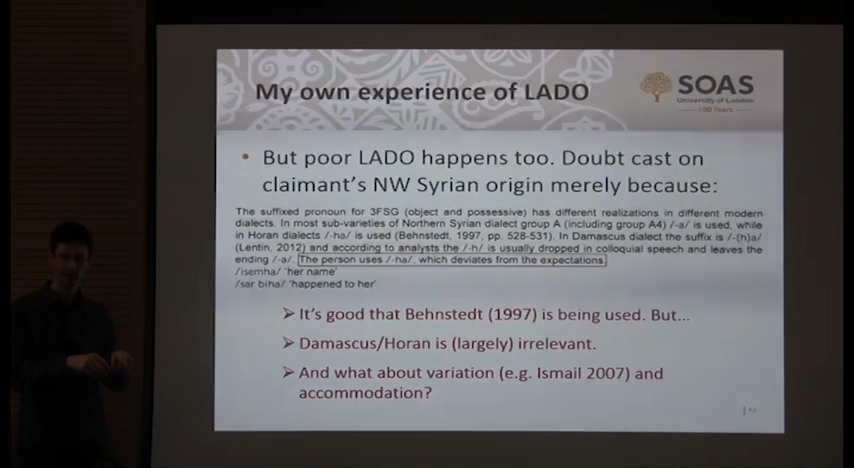 My own experience of LADO
SOAS
University of London
100 Years
• But poor LADO happens too. Doubt cast on
claimant's NW Syrian origin merely because:
The suffixed pronoun for 3FSG (object and possessive) has different realizations in different modern
dialects. In most sub-varieties of Northern Syrian dialect group A (including group A4) /-a/ is used, while
in Horan dialects /-ha/ is used (Behnstedt, 1997, pp. 528-531). In Damascus dialect the suffix is /-(h)a/
(Lentin, 2012) and according to analysts the /-h/ is usually dropped in colloquial speech and leaves the
ending /-a/. The person uses /-ha/, which deviates from the expectations.
/isemha/ 'her name'
/sar biha/ 'happened to her'
➢ It's good that Behnstedt (1997) is being used. But...
➢ Damascus/Horan is (largely) irrelevant.
➢ And what about variation (e.g. Ismail 2007) and
accommodation?